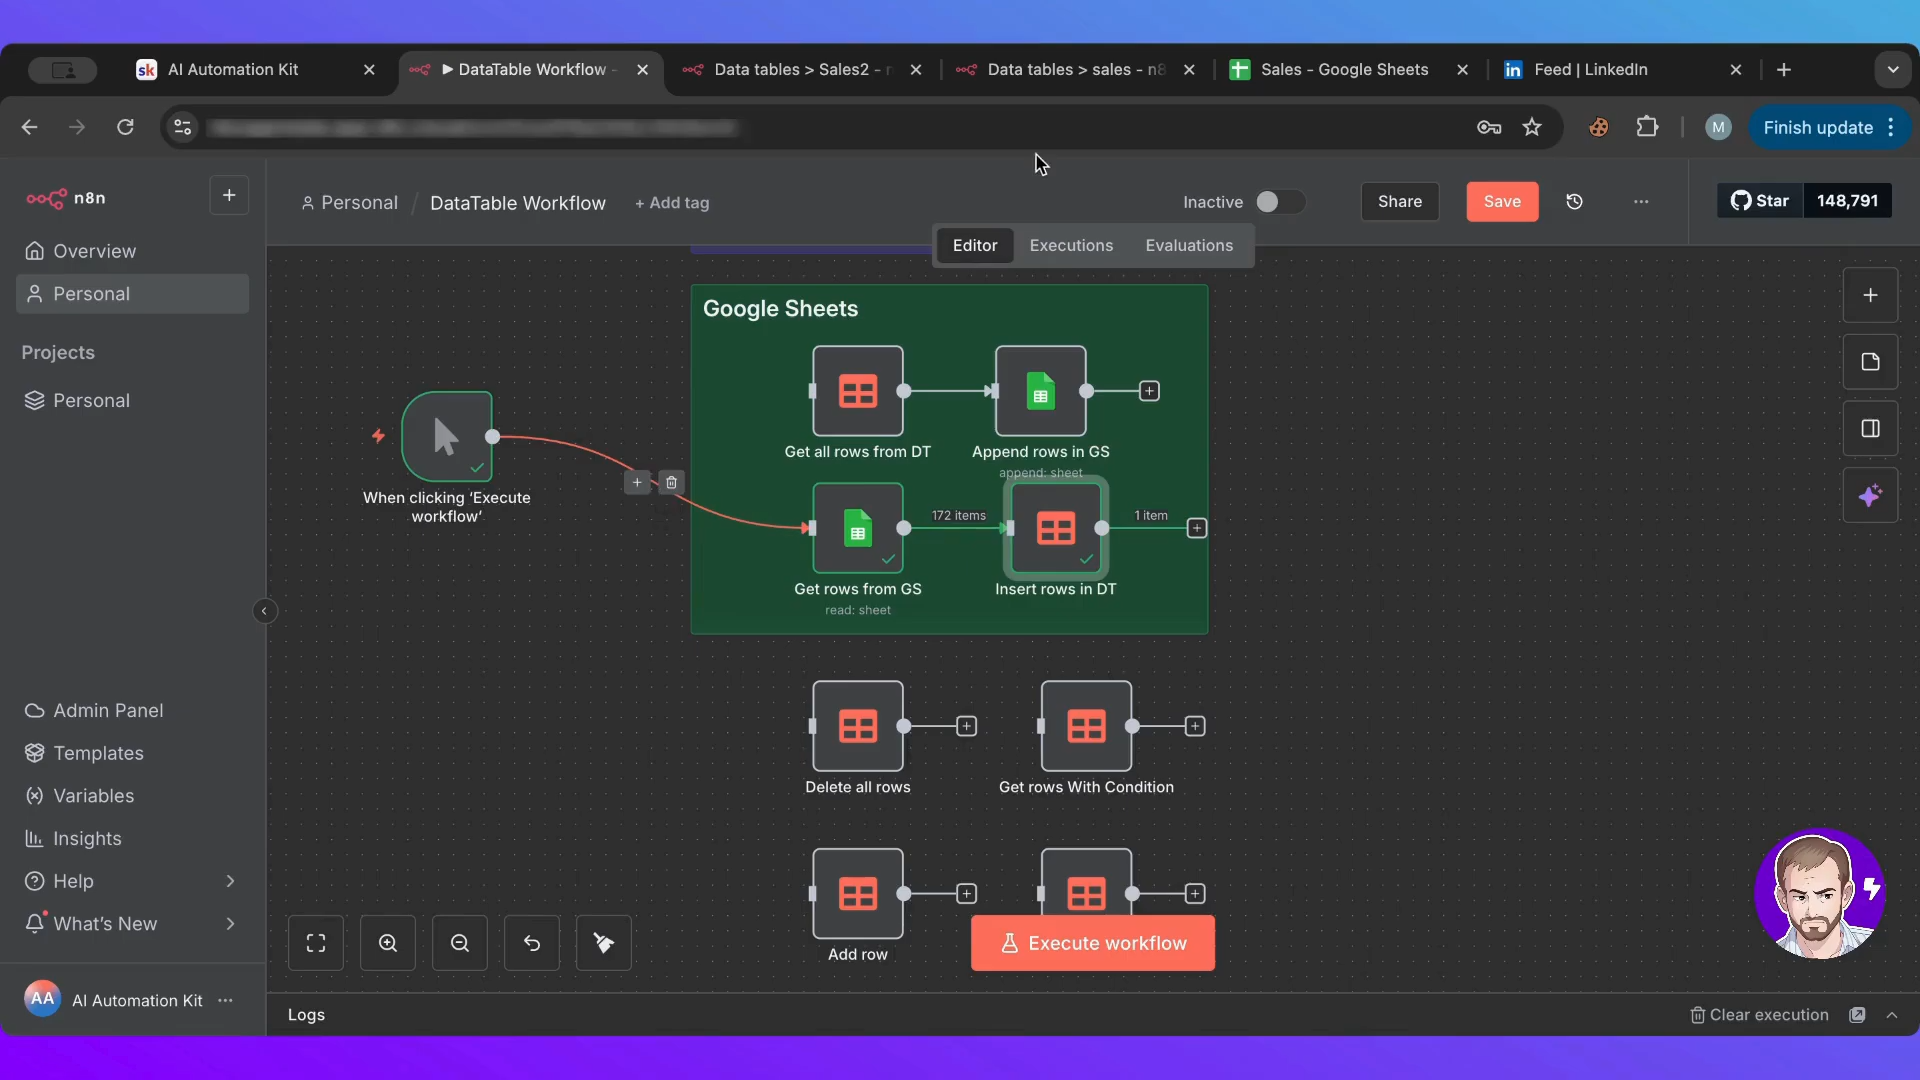 sk AI Automation Kit
DataTable Workflow -
Data tables > Sales2 -
Data tables > sales - n8
Sales - Google Sheets
in Feed | LinkedIn
M
Finish update
n8n
Personal / DataTable Workflow + Add tag
Inactive
Share
Save
Star 148,791
Editor
Executions
Evaluations
Overview
Personal
Projects
Personal
Admin Panel
Templates
Variables
Insights
Help
What's New
AA AI Automation Kit
Google Sheets
Get all rows from DT
Append rows in GS
append: sheet
When clicking ‘Execute
workflow’
172 items
1 item
Get rows from GS
read: sheet
Insert rows in DT
Delete all rows
Get rows With Condition
Add row
Execute workflow
Logs
Clear execution